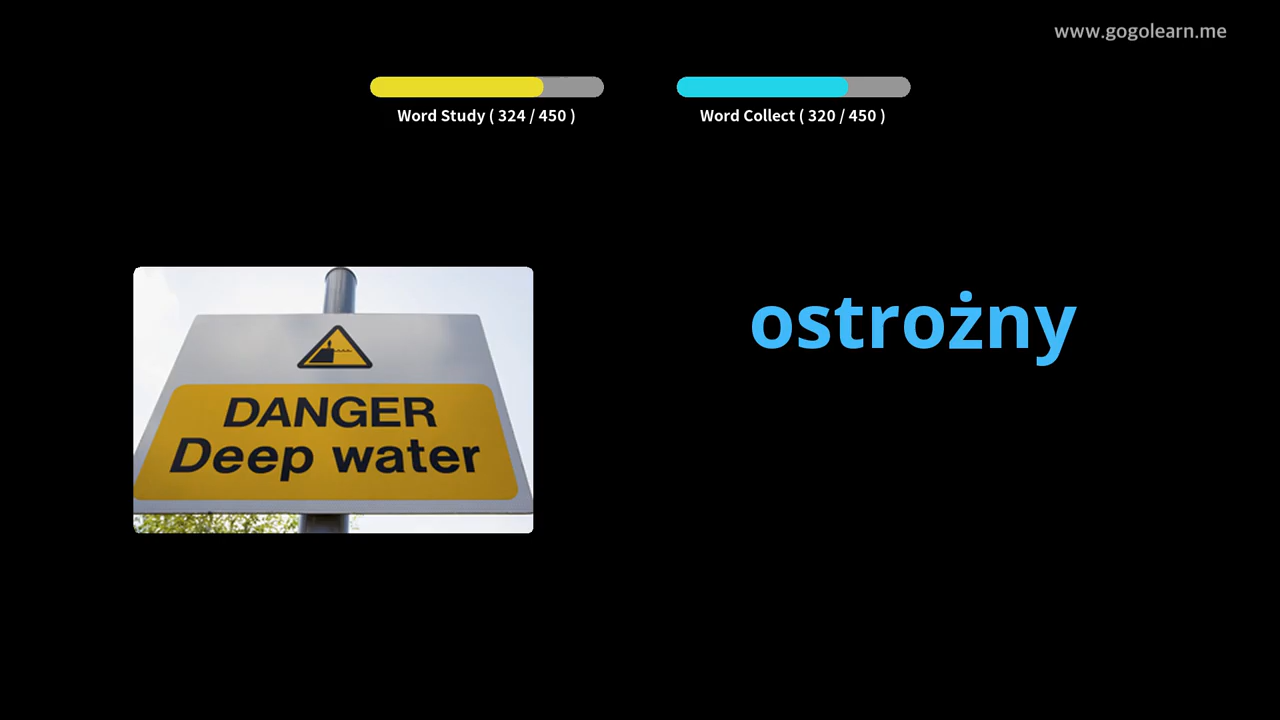 www.gogolearn.me
Word Study ( 324 / 450 )
Word Collect ( 320 / 450 )
DANGER
Deep water
ostrożny